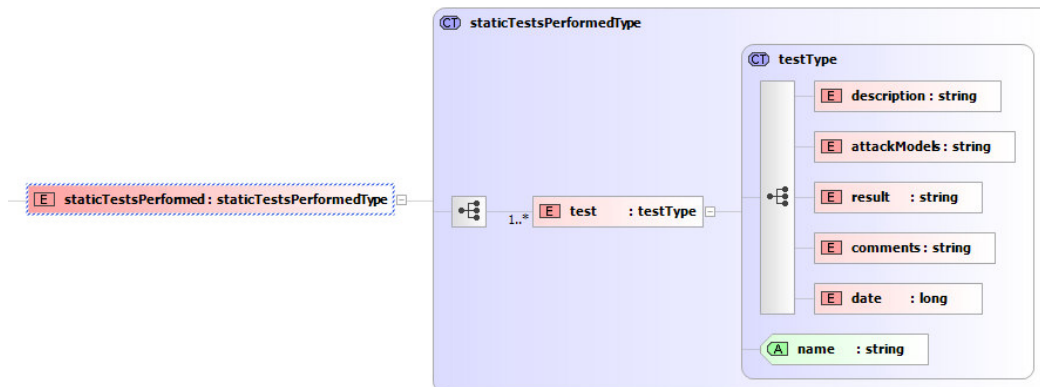 CT staticTestsPerformedType
CT testType
E description : string
E attackModels : string
E staticTestsPerformed : staticTestsPerformedType
E result : string
1..*
E test : testType
E comments : string
E date : long
A name : string